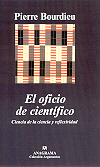 Pierre Bourdieu
El oficio
de científico
Ciencia de la ciencia y reflexividad
ANAGRAMA
Colección Argumentos